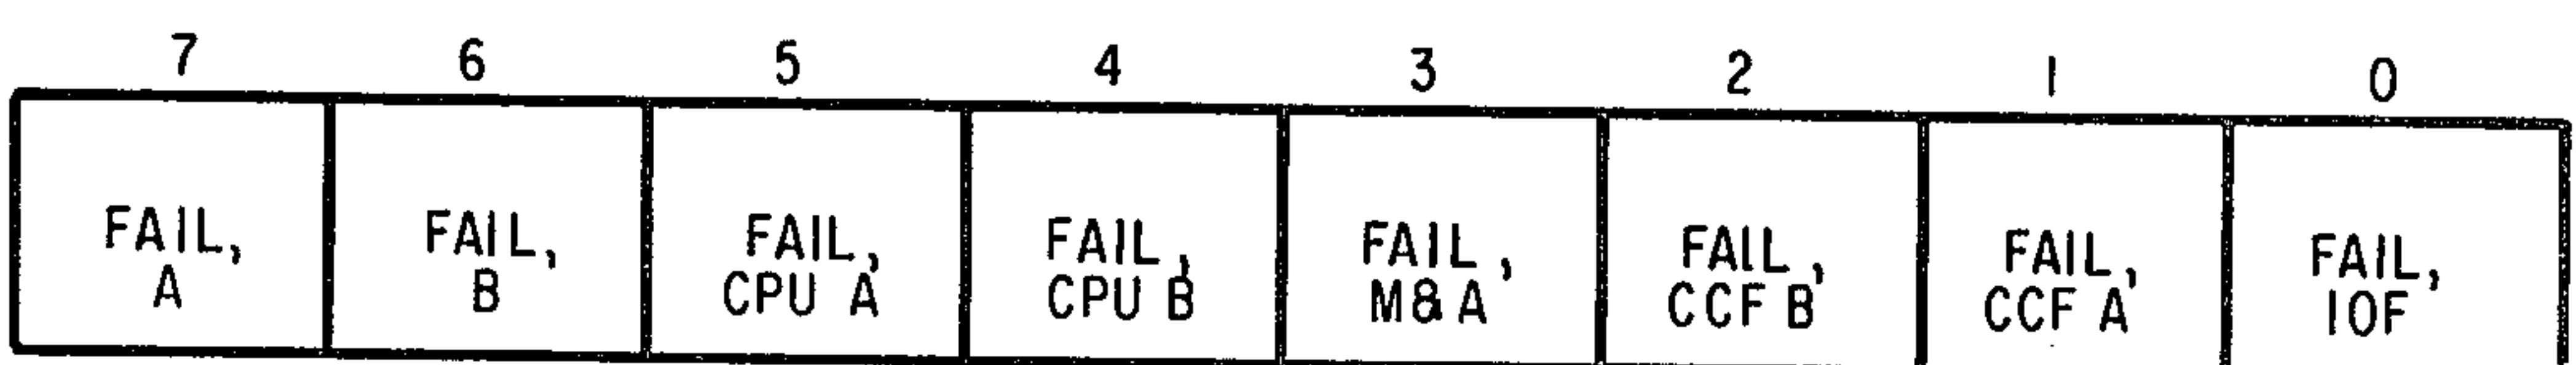 7 6 5 4 3 2 1 0
FAIL, FAIL, FAIL, FAIL, FAIL, FAIL, FAIL, FAIL,
A B CPU A CPU B M&A CCF B CCF A IOF